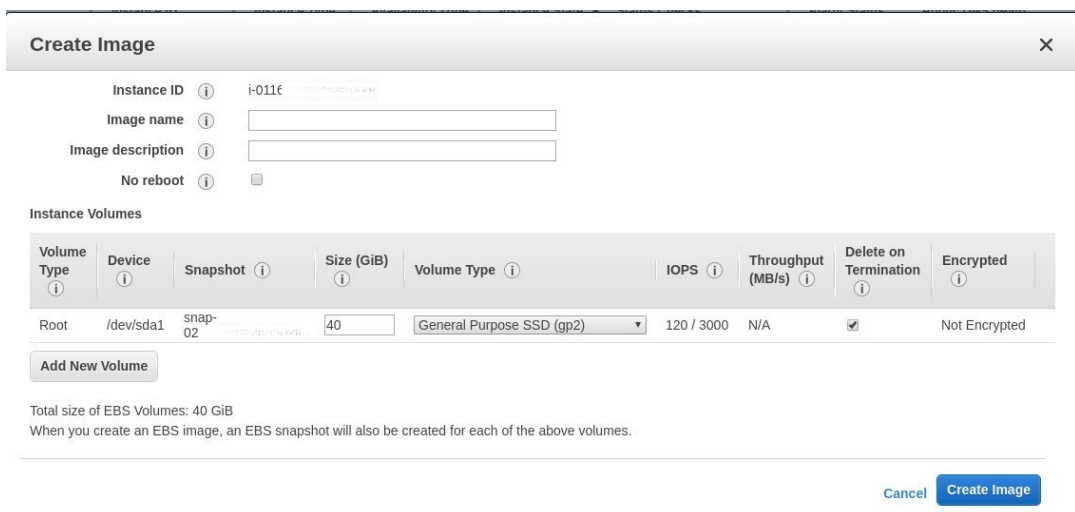 Create Image
Instance ID i-0116
Image name
Image description
No reboot
Instance Volumes
Volume Type Device Snapshot Size (GiB) Volume Type IOPS Throughput (MB/s) Delete on Termination Encrypted
Root /dev/sda1 snap-02 40 General Purpose SSD (gp2) 120 / 3000 N/A Not Encrypted
Add New Volume
Total size of EBS Volumes: 40 GiB
When you create an EBS image, an EBS snapshot will also be created for each of the above volumes.
Cancel Create Image